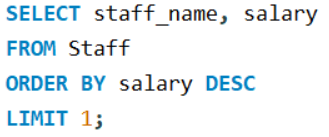 SELECT staff_name, salary
FROM Staff
ORDER BY salary DESC
LIMIT 1;